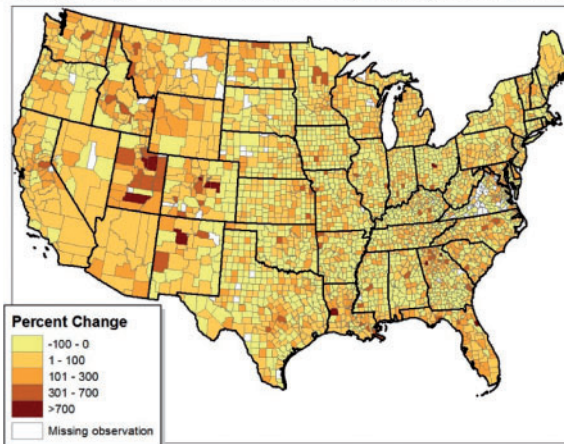 Percent Change
-100 - 0
1 - 100
101 - 300
301 - 700
>700
Missing observation